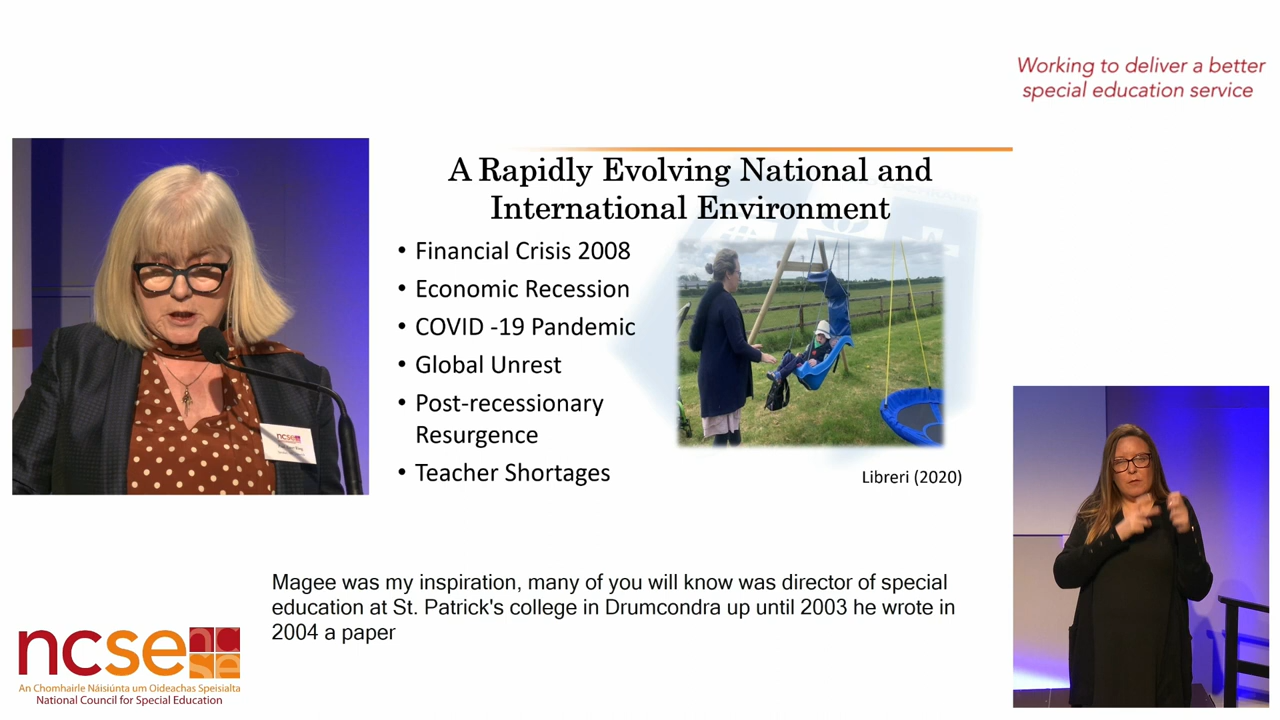 Working to deliver a better
special education service
A Rapidly Evolving National and
International Environment
• Financial Crisis 2008
• Economic Recession
• COVID -19 Pandemic
• Global Unrest
• Post-recessionary
Resurgence
• Teacher Shortages
Libreri (2020)
ncse
Magee was my inspiration, many of you will know was director of special
education at St. Patrick's college in Drumcondra up until 2003 he wrote in
2004 a paper
ncse
nc
se
An Chomhairle Náisiúnta um Oideachas Speisialta
National Council for Special Education